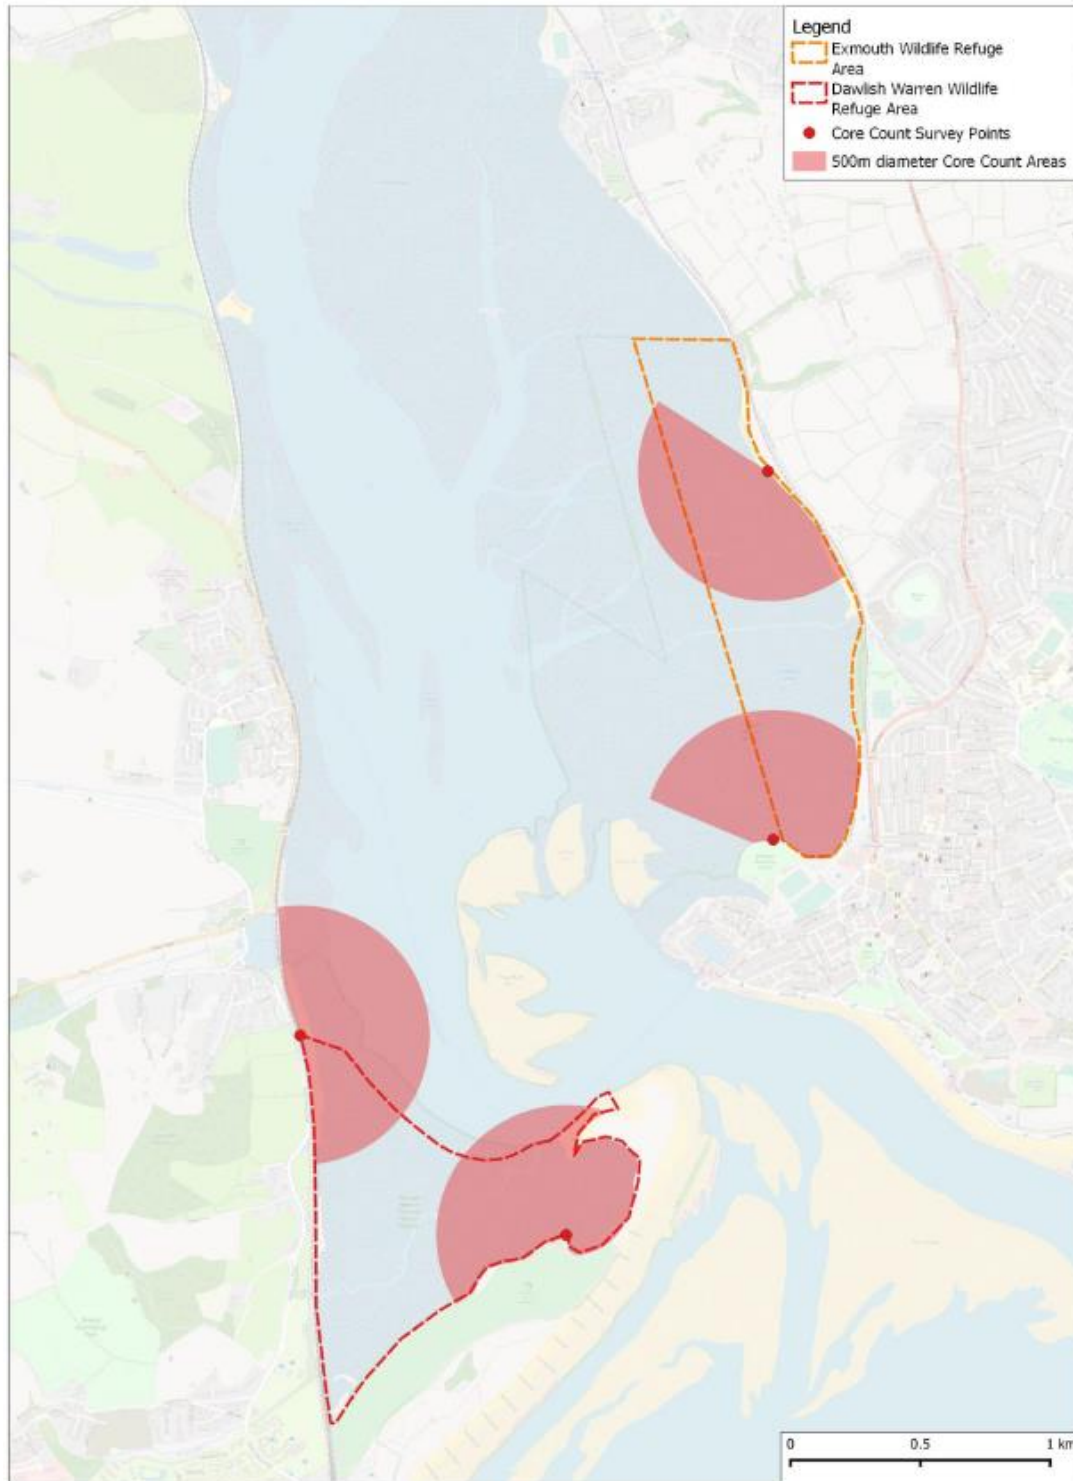 Legend
Exmouth Wildlife Refuge
Area
Dawlish Warren Wildlife
Refuge Area
Core Count Survey Points
500m diameter Core Count Areas
0 0.5 1 km